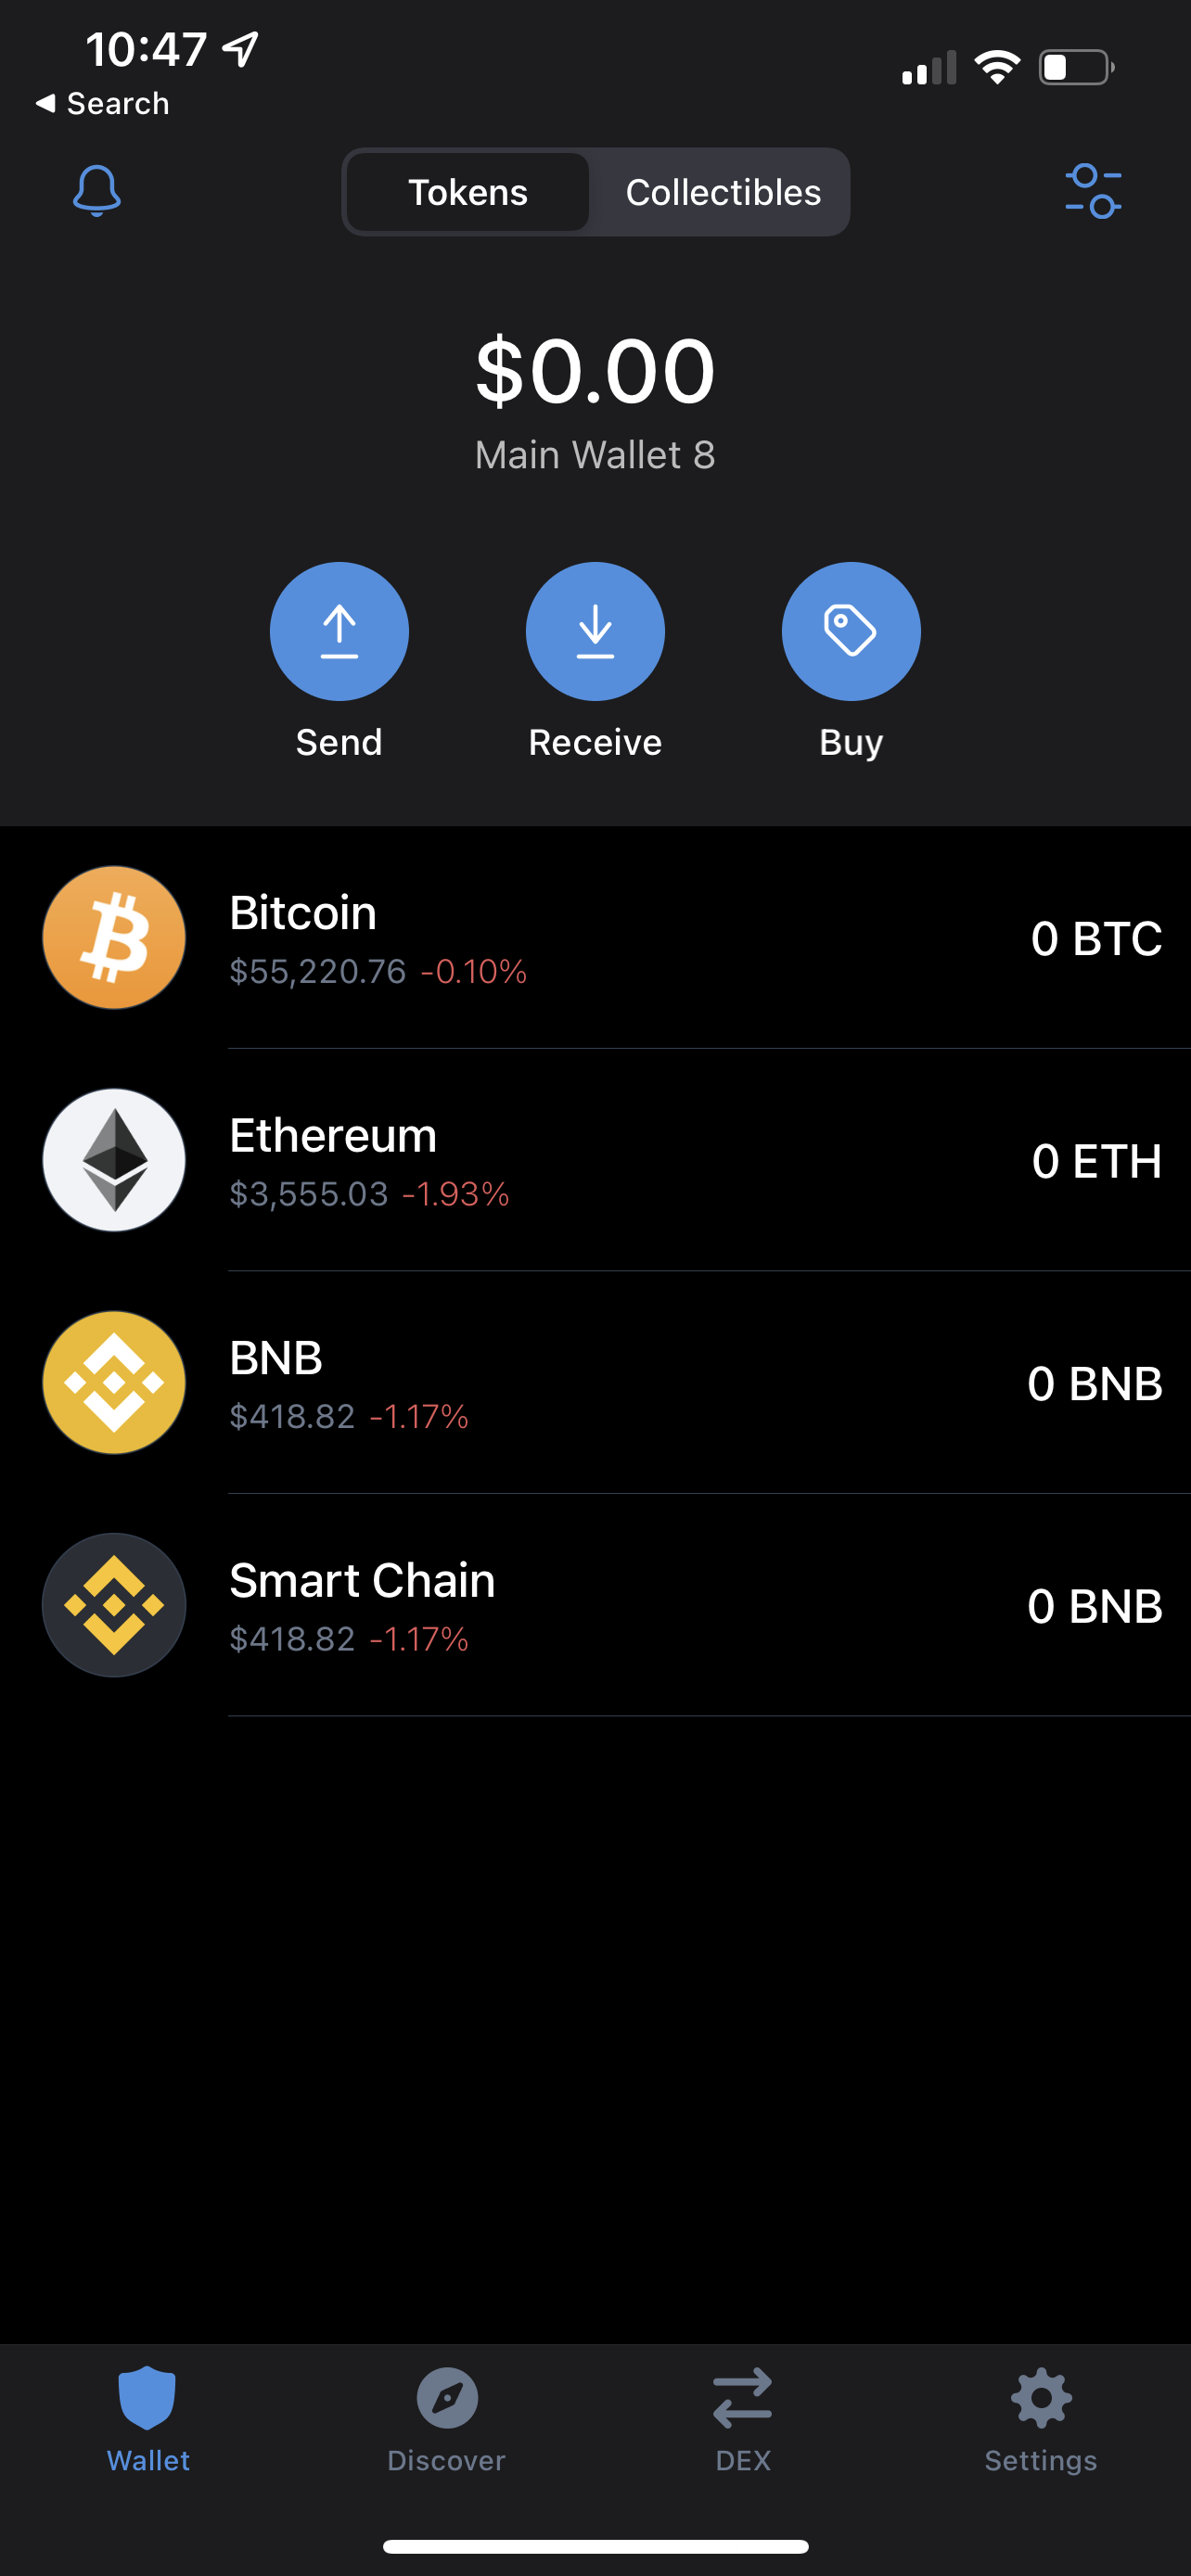 10:47
◀ Search
Tokens Collectibles
$0.00
Main Wallet 8
Send Receive Buy
Bitcoin
$55,220.76 -0.10%
0 BTC
Ethereum
$3,555.03 -1.93%
0 ETH
BNB
$418.82 -1.17%
0 BNB
Smart Chain
$418.82 -1.17%
0 BNB
Wallet Discover DEX Settings